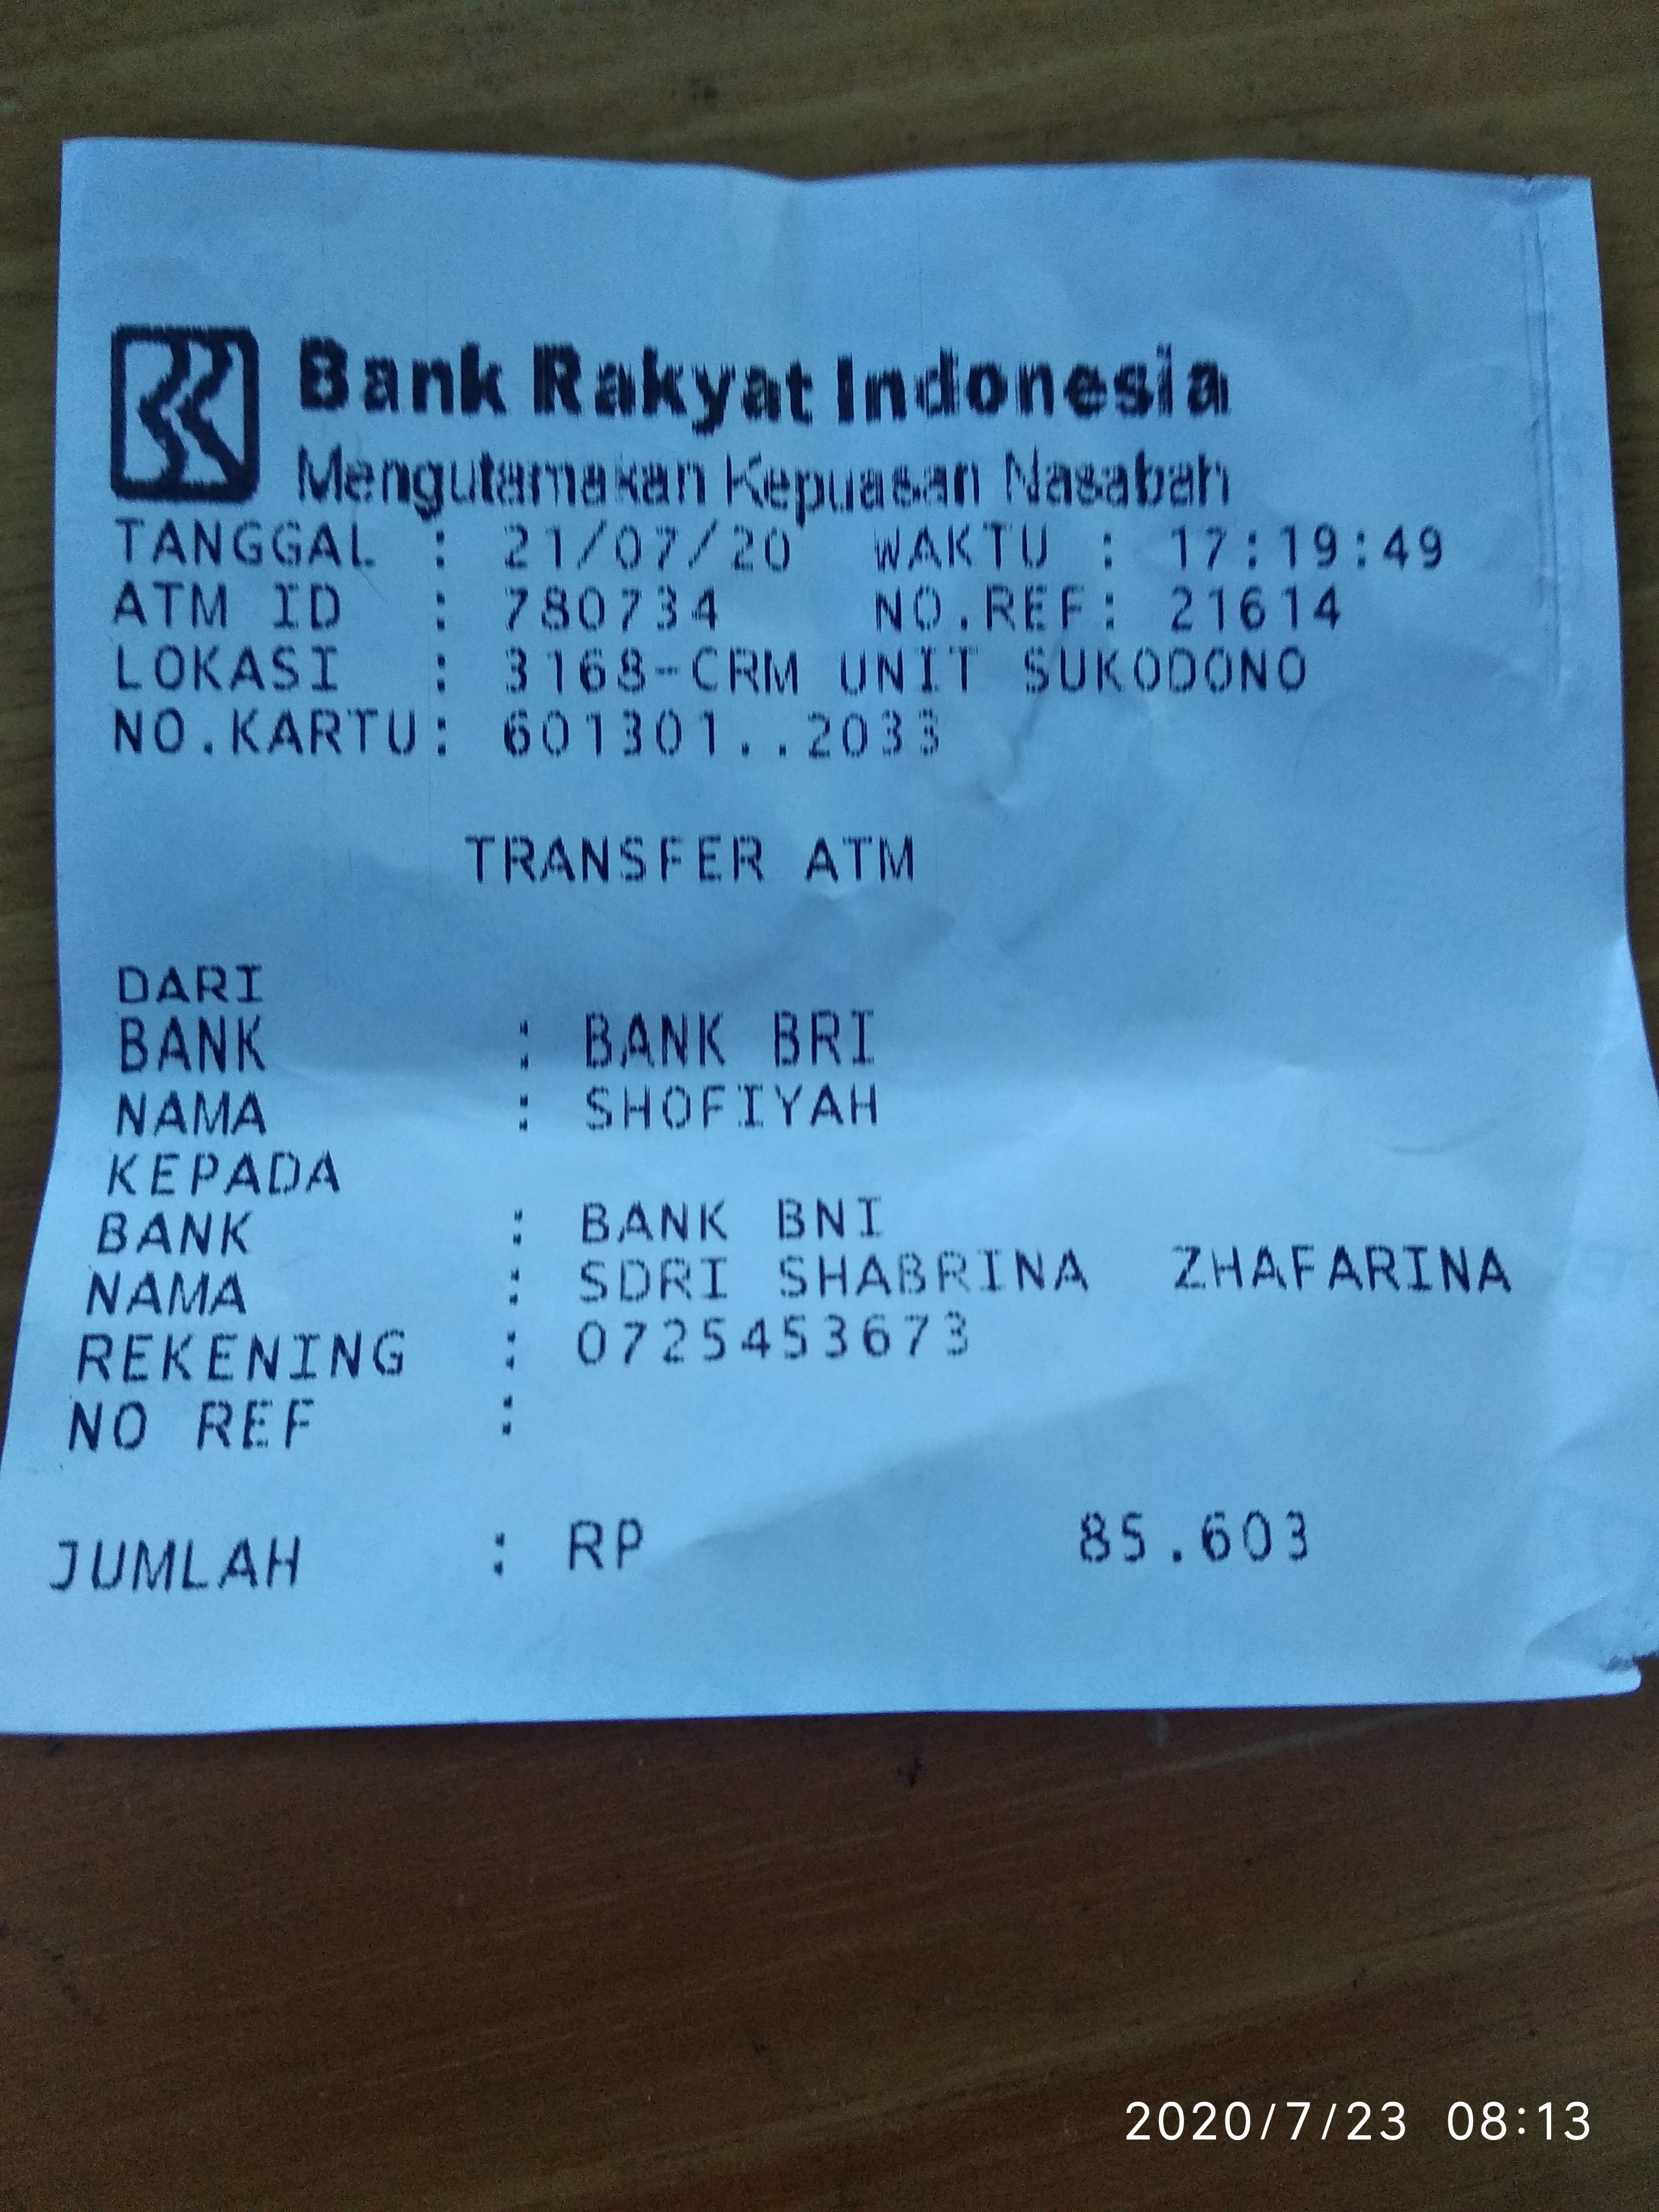 Bank Rakyat Indonesia
Mengutamakan Kepuasan Nasabah
TANGGAL : 21/07/20 WAKTU : 17:19:49
ATM ID : 780734 NO.REF: 21614
LOKASI : 3168-CRM UNIT SUKODONO
NO.KARTU: 601301..2033
TRANSFER ATM
DARI
BANK : BANK BRI
NAMA : SHOFIYAH
KEPADA
BANK : BANK BNI
NAMA : SDRI SHABRINA ZHAFARINA
REKENING : 0725453673
NO REF :
JUMLAH : RP 85.603
2020/7/23 08:13